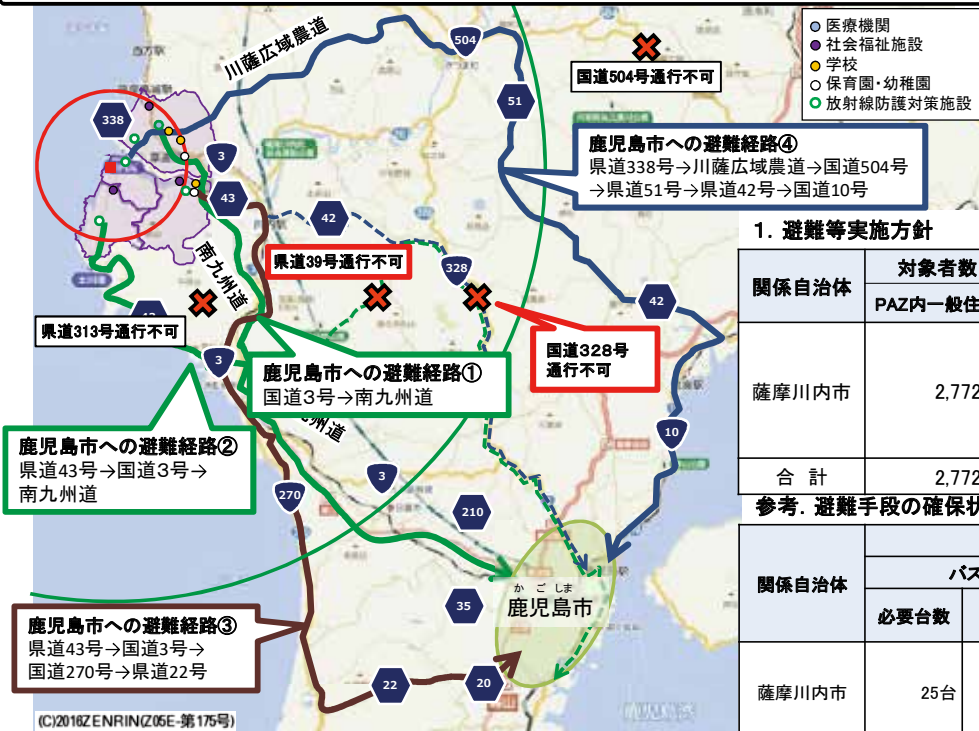 川薩広域農道
504
国道504号通行不可
医療機関
社会福祉施設
学校
保育園・幼稚園
放射線防護対策施設
51
338
3
43
42
鹿児島市への避難経路④
県道338号→川薩広域農道→国道504号
→県道51号→県道42号→国道10号
南九州道
県道39号通行不可
328
42
県道313号通行不可
国道328号
通行不可
3
鹿児島市への避難経路①
国道3号→南九州道
鹿児島市への避難経路②
県道43号→国道3号→
南九州道
10
3
270
210
35
かごしま
鹿児島市
鹿児島市への避難経路③
県道43号→国道3号→
国道270号→県道22号
22
20
(C)2016ZENRIN(Z05E-第175号)
1. 避難等実施方針
関係自治体
対象者数
PAZ内一般住
薩摩川内市
2,772
合 計
2,772
参考. 避難手段の確保状
関係自治体
バス
必要台数
薩摩川内市
25台